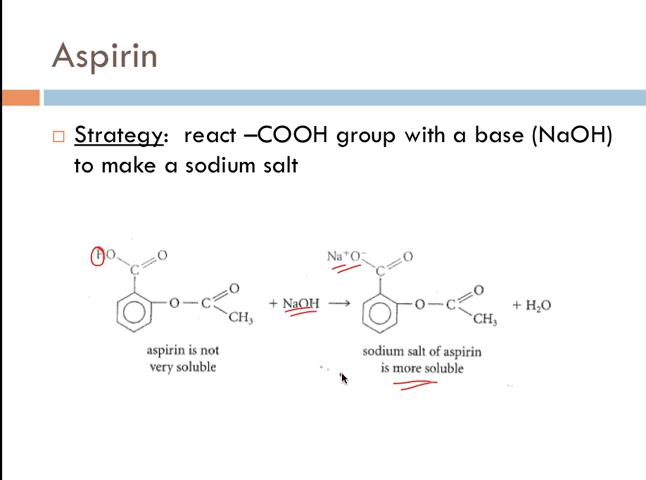 Aspirin
Strategy: react –COOH group with a base (NaOH)
to make a sodium salt
HO
O
C
O—C
O
CH₃
+ NaOH ⟶
Na⁺O⁻
O
C
O—C
O
CH₃
+ H₂O
aspirin is not
very soluble
sodium salt of aspirin
is more soluble